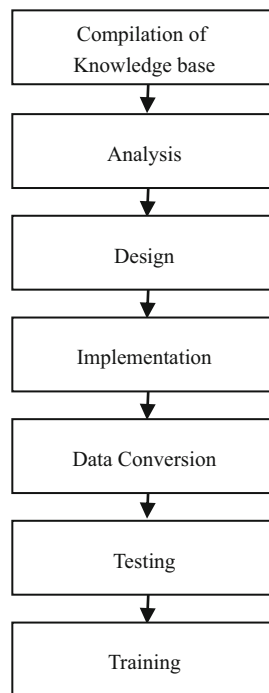 Compilation of
Knowledge base
Analysis
Design
Implementation
Data Conversion
Testing
Training